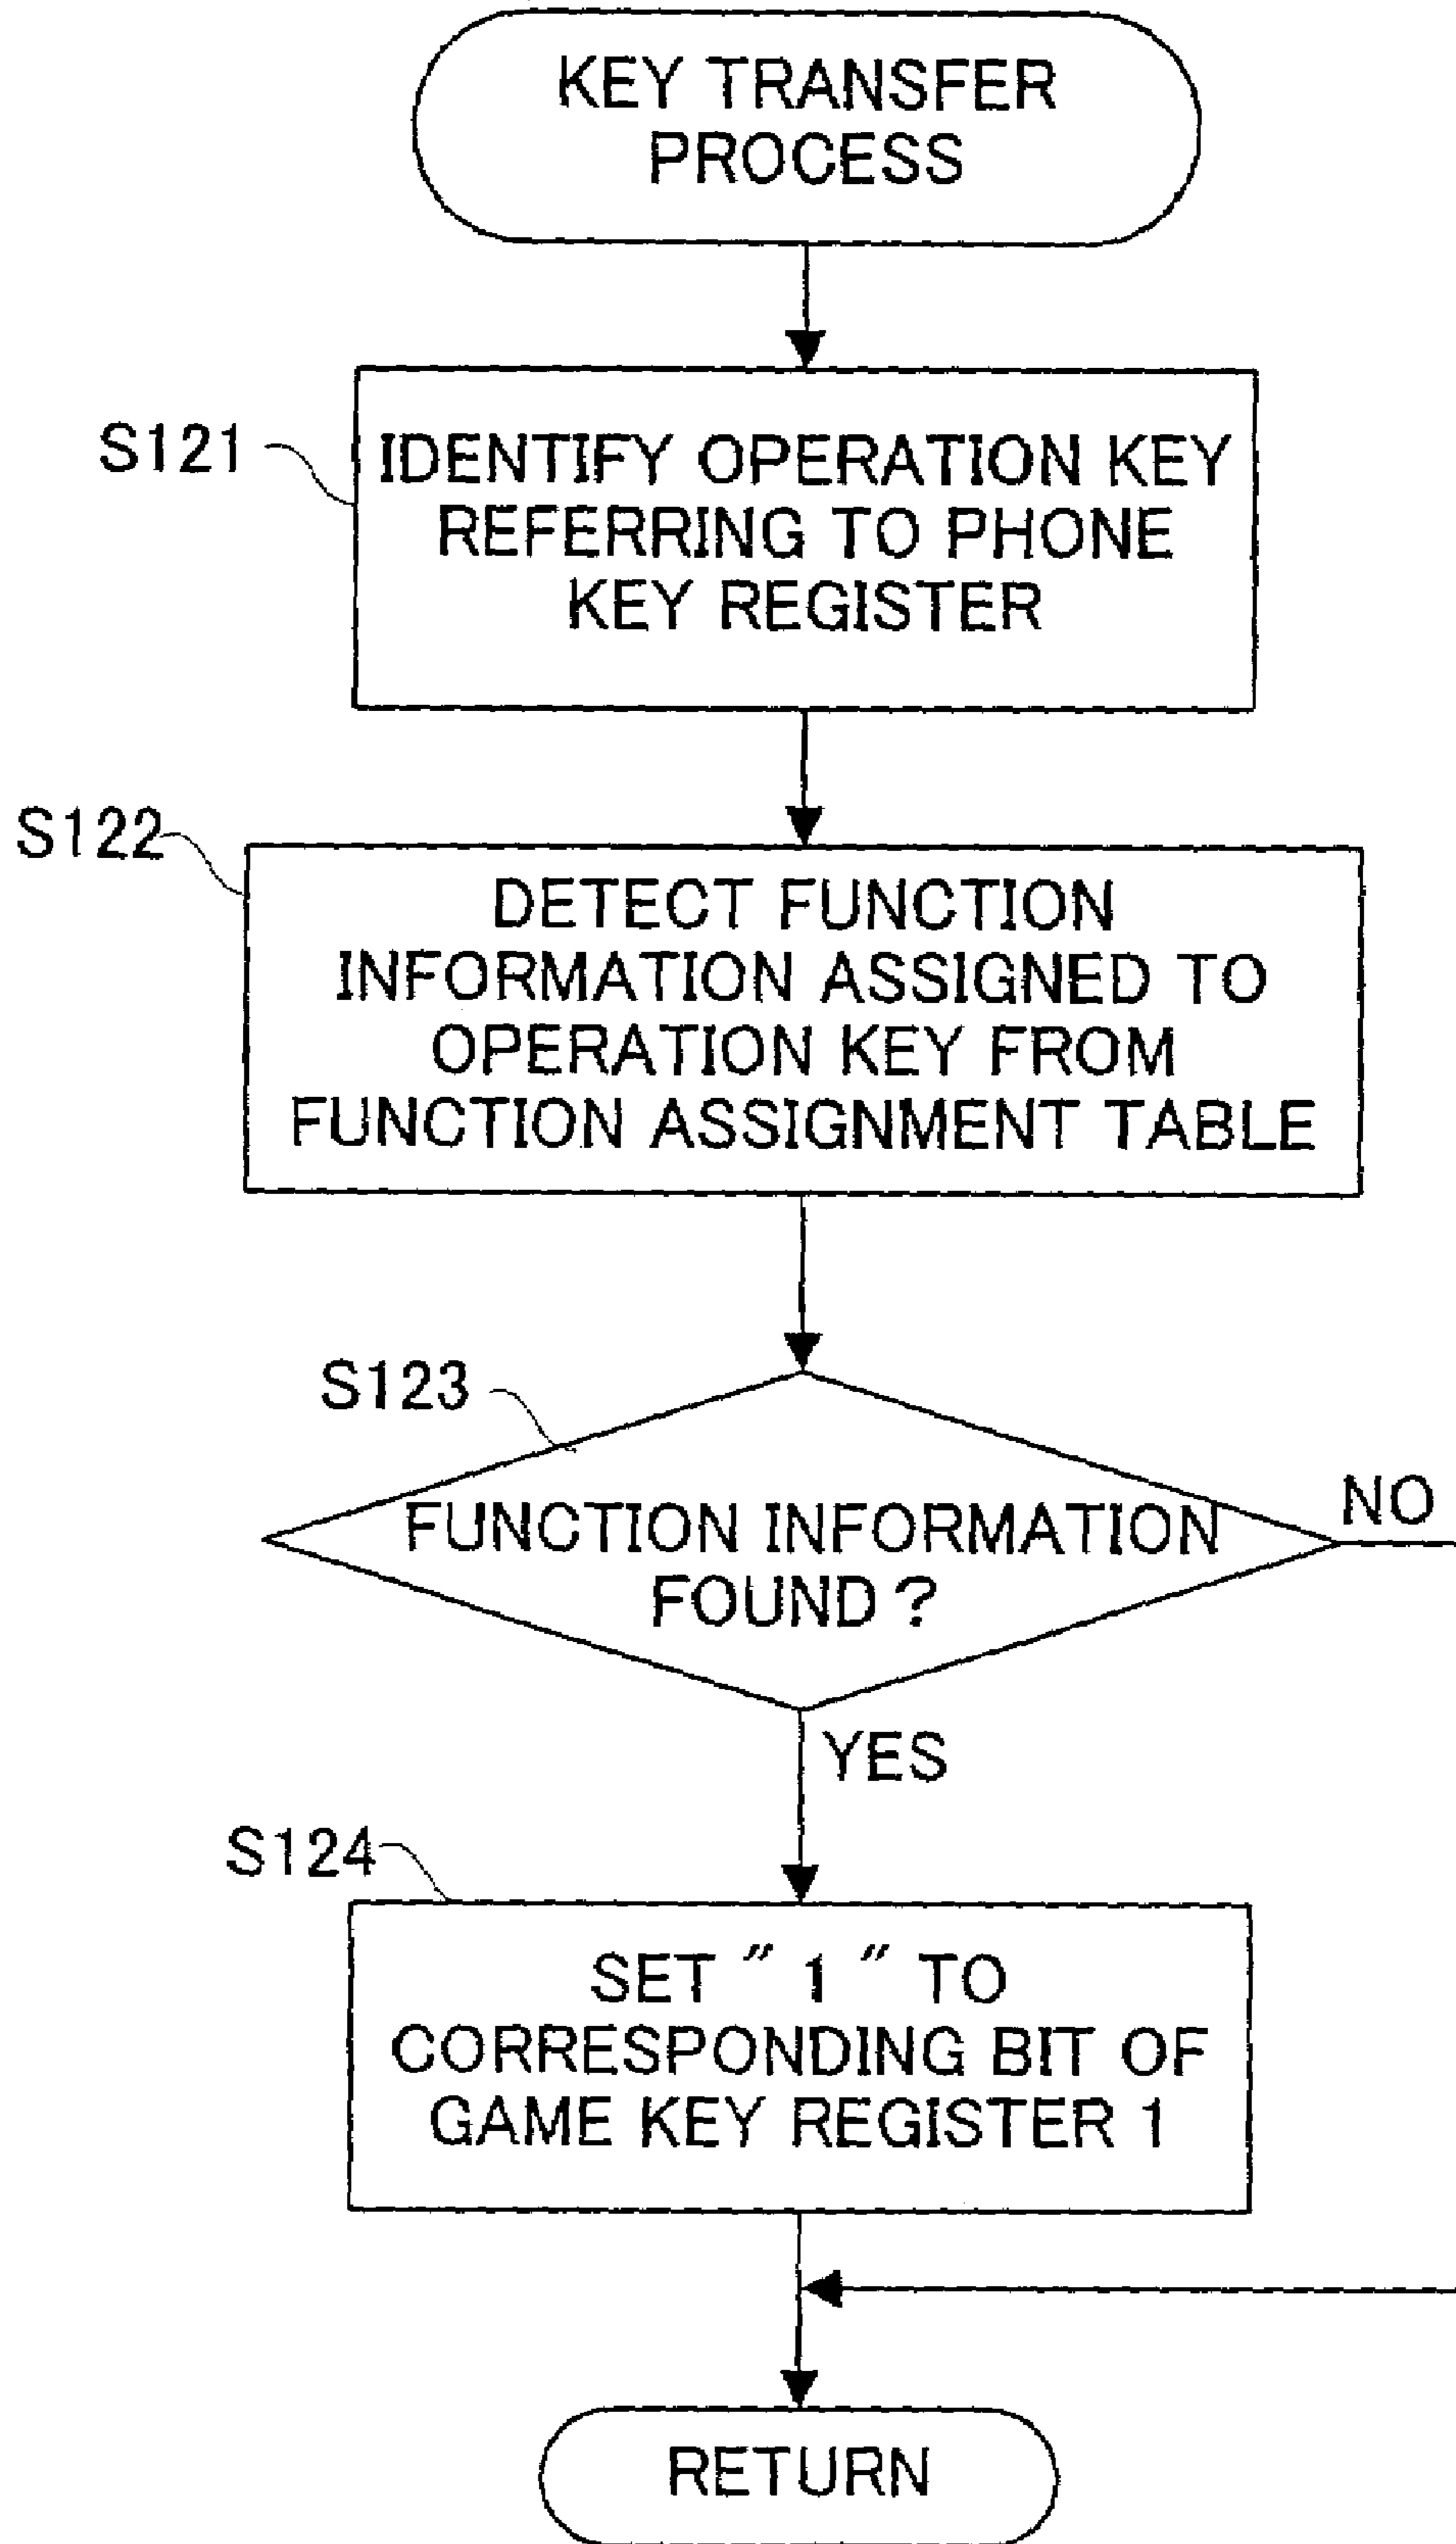 KEY TRANSFER
PROCESS
S121
IDENTIFY OPERATION KEY
REFERRING TO PHONE
KEY REGISTER
S122
DETECT FUNCTION
INFORMATION ASSIGNED TO
OPERATION KEY FROM
FUNCTION ASSIGNMENT TABLE
S123
FUNCTION INFORMATION
FOUND?
NO
YES
S124
SET "1" TO
CORRESPONDING BIT OF
GAME KEY REGISTER 1
RETURN